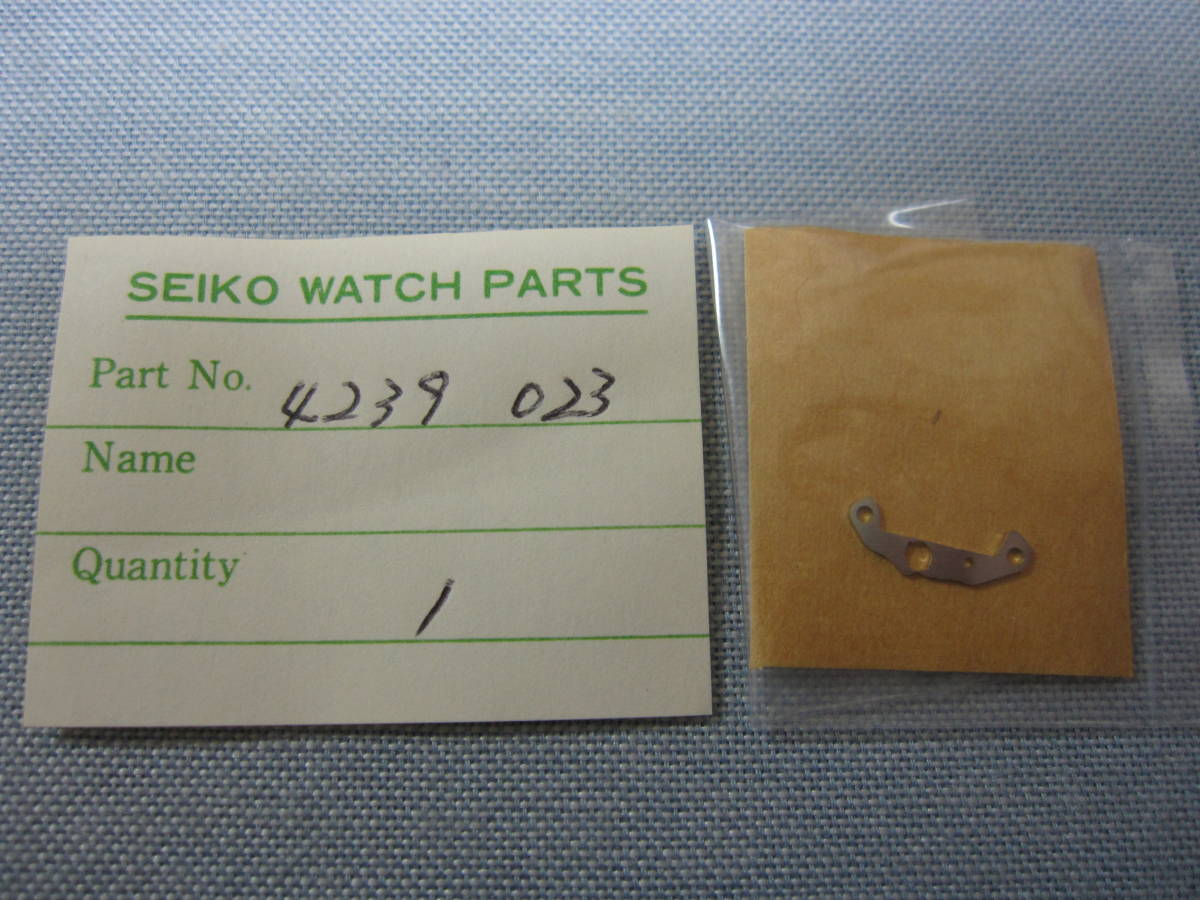 SEIKO WATCH PARTS
Part No. 4239 023
Name
Quantity 1